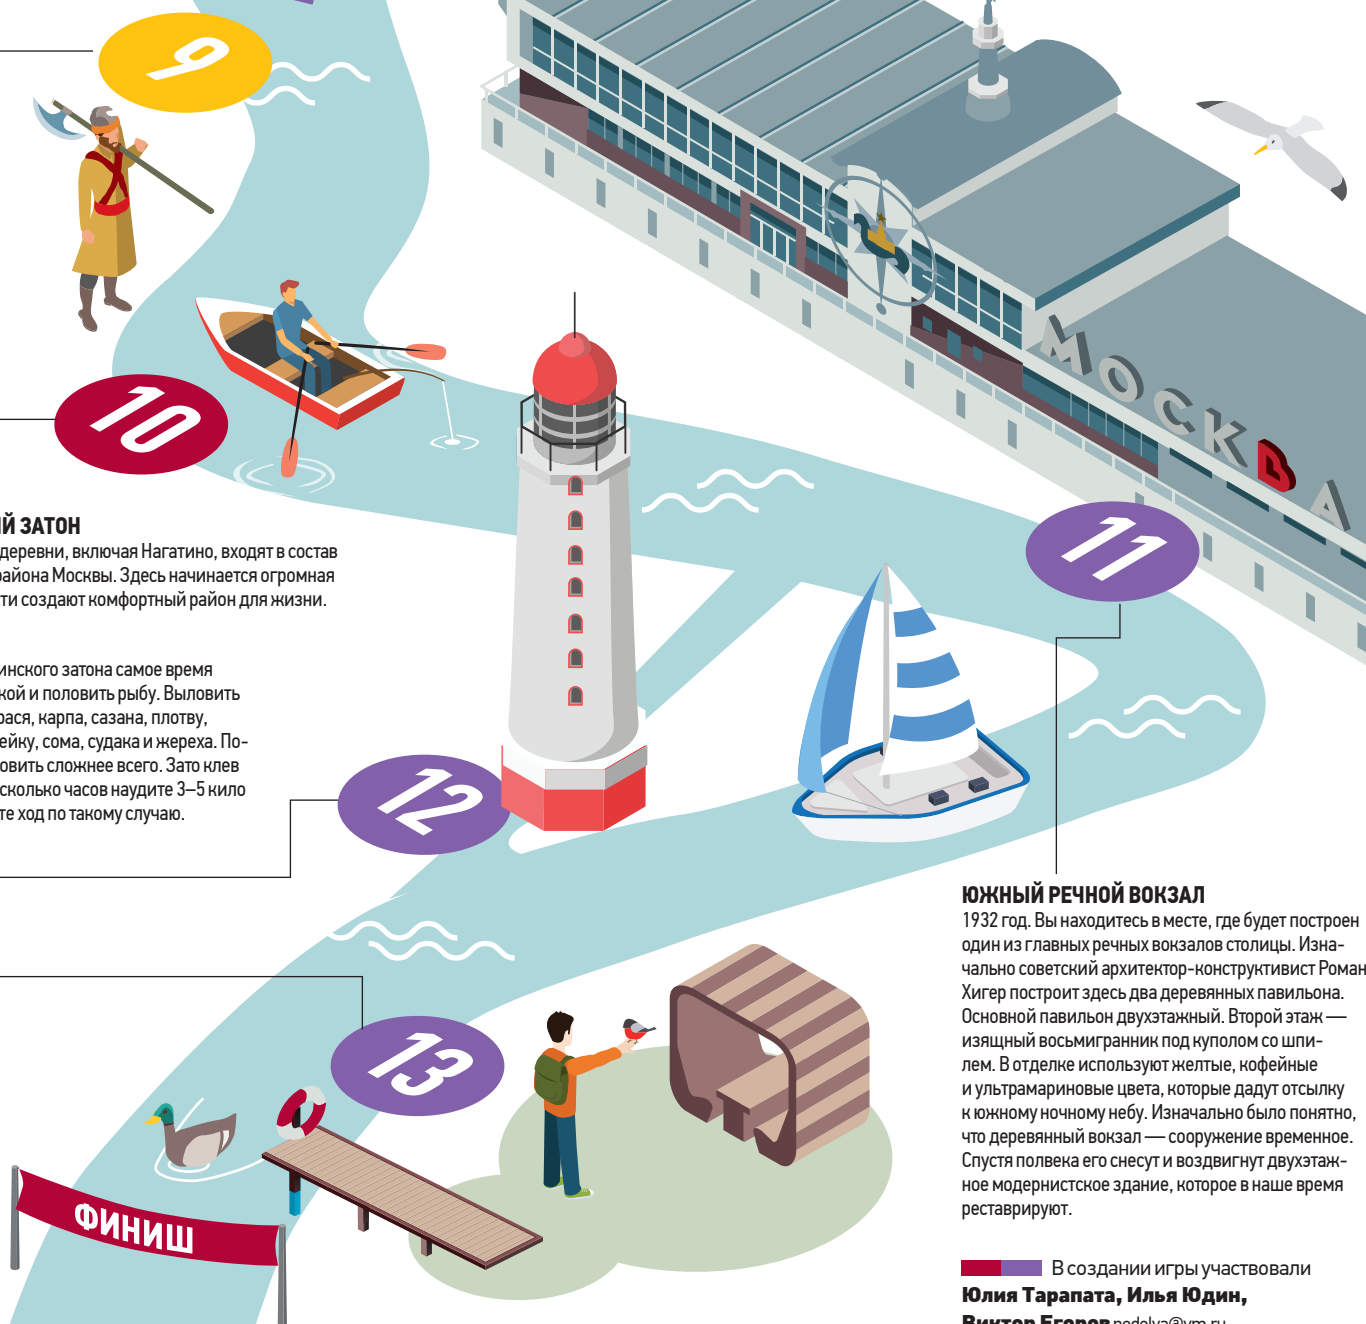 9
МОСКВА
10
Й ЗАТОН
деревни, включая Нагатино, входят в состав
района Москвы. Здесь начинается огромная
ти создают комфортный район для жизни.
11
инского затона самое время
кой и половить рыбу. Выловить
рася, карпа, сазана, плотву,
ейку, сома, судака и жереха. По-
овить сложнее всего. Зато клев
сколько часов наудите 3–5 кило
те ход по такому случаю.
12
13
ФИНИШ
ЮЖНЫЙ РЕЧНОЙ ВОКЗАЛ
1932 год. Вы находитесь в месте, где будет построен
один из главных речных вокзалов столицы. Изна-
чально советский архитектор-конструктивист Роман
Хигер построит здесь два деревянных павильона.
Основной павильон двухэтажный. Второй этаж —
изящный восьмигранник под куполом со шпи-
лем. В отделке используют желтые, кофейные
и ультрамариновые цвета, которые дадут отсылку
к южному ночному небу. Изначально было понятно,
что деревянный вокзал — сооружение временное.
Спустя полвека его снесут и воздвигнут двухэтаж-
ное модернистское здание, которое в наше время
реставрируют.
В создании игры участвовали
Юлия Тарапата, Илья Юдин,
Виктор Егоров nedelya@vm.ru